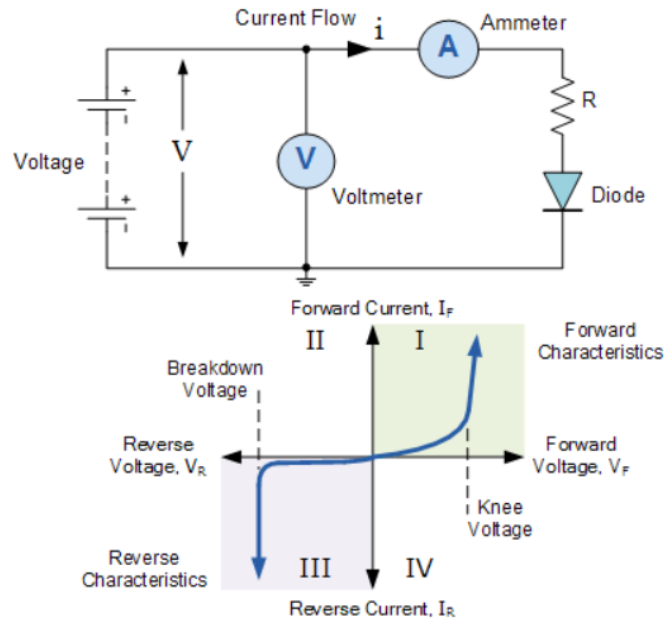 Current Flow
i
Ammeter
A
+
R
Voltage
V
V
Voltmeter
Diode
+
Forward Current, IF
II
I
Forward
Characteristics
Breakdown
Voltage
Reverse
Voltage, VR
Forward
Voltage, VF
Knee
Voltage
Reverse
Characteristics
III
IV
Reverse Current, IR